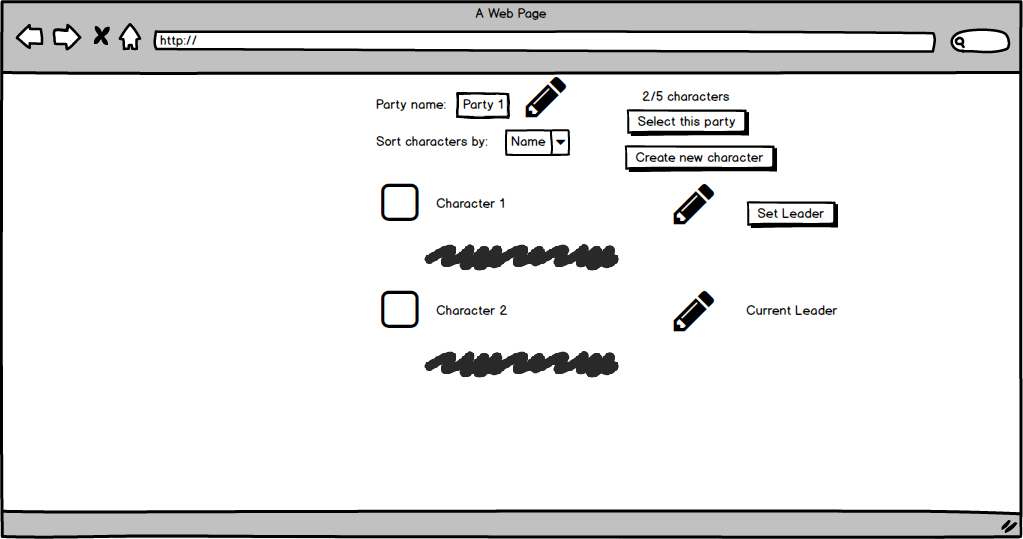 A Web Page
http://
Party name: Party 1
2/5 characters
Select this party
Sort characters by: Name
Create new character
Character 1
Set Leader
Character 2
Current Leader